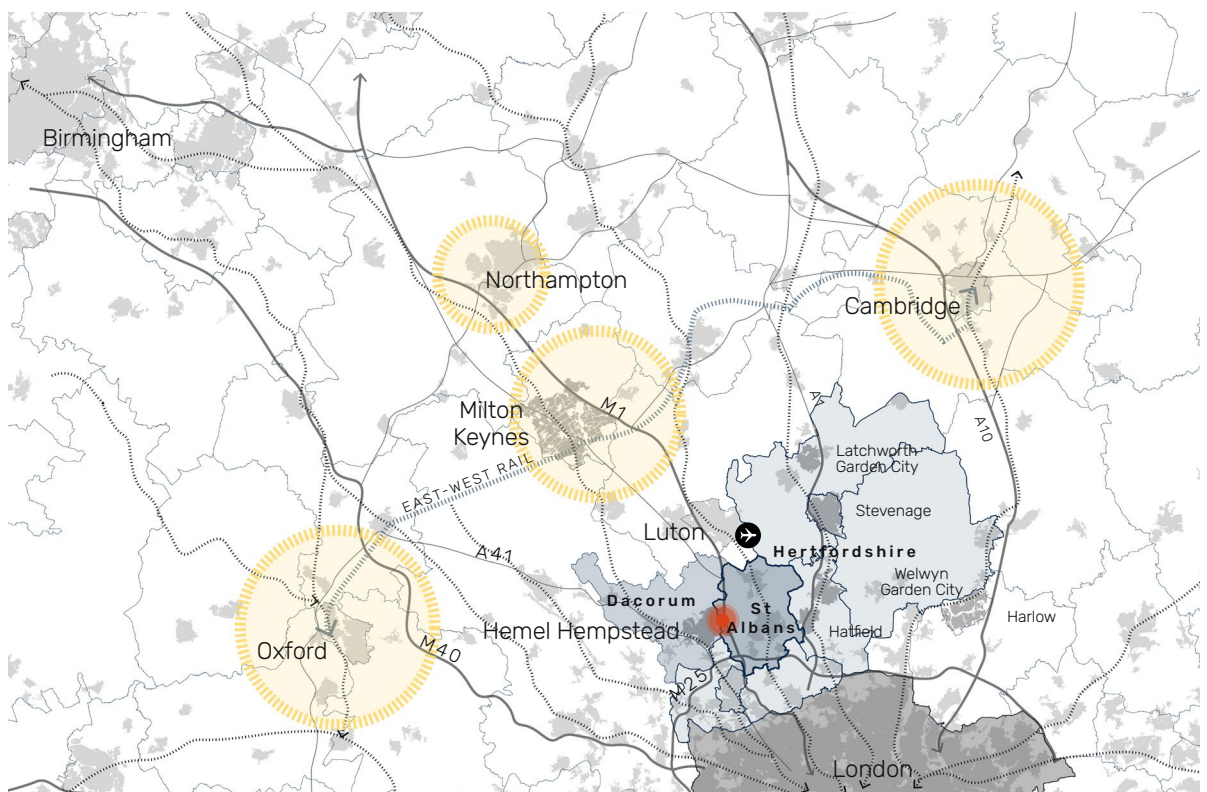 Birmingham
Northampton
Cambridge
Milton
Keynes
M1
A
A10
EAST-WEST RAIL
Latchworth
Garden City
Stevenage
Luton
Hertfordshire
A41
Welwyn
Garden City
Dacorum
St
Albans
Harlow
Hemel Hempstead
Hatfield
Oxford
M40
M25
London